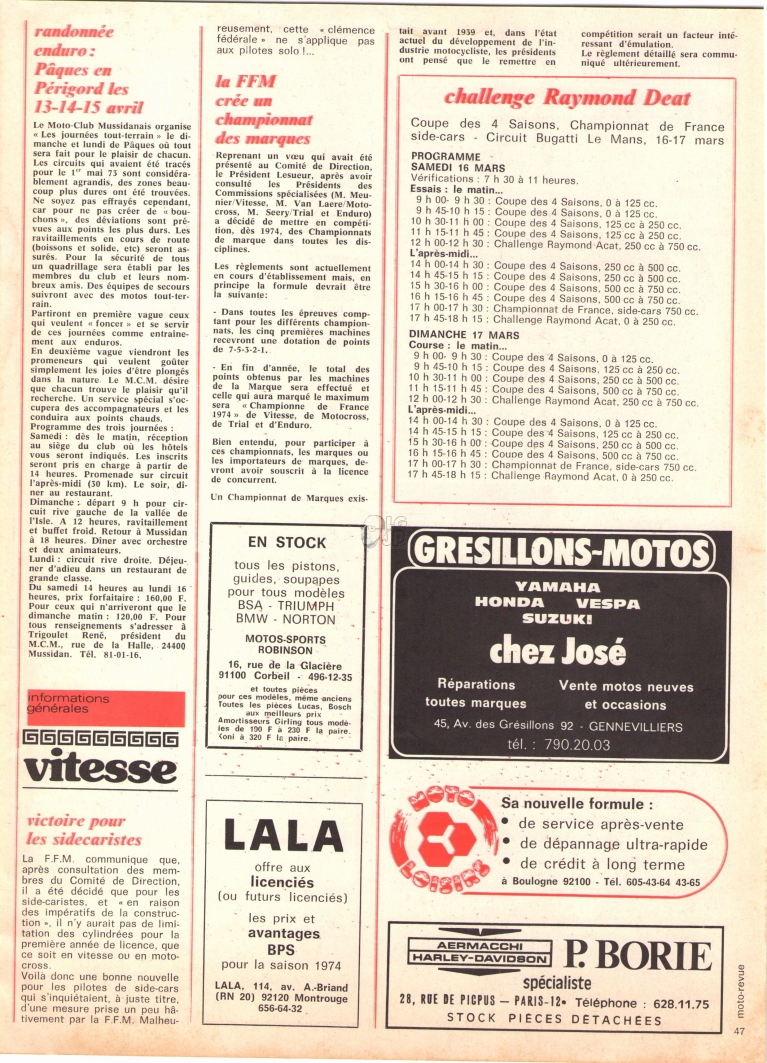 randonnée
enduro :
Pâques en
Périgord les
13-14-15 avril
Le Moto-Club Mussidanais organise
« Les journées tout-terrain » le di-
manche et lundi de Pâques où tout
sera fait pour le plaisir de chacun.
Les circuits qui avaient été tracés
pour le 1er mai 73 sont considéra-
blement agrandis, des zones beau-
coup plus dures ont été trouvées.
Ne soyez pas effrayés cependant,
car pour ne pas créer de « bou-
chons », des déviations sont pré-
vues aux points les plus durs. Les
ravitaillements en cours de route
(boissons et solide, etc) seront as-
surés. Pour la sécurité de tous
un quadrillage sera établi par les
membres du club et leurs nom-
breux amis. Des équipes de secours
suivront avec des motos tout-ter-
rain.
Partiront en première vague ceux
qui veulent « foncer » et se servir
de ces journées comme entraîne-
ment aux enduros.
En deuxième vague viendront les
promeneurs qui veulent goûter
simplement les joies d'être plongés
dans la nature. Le M.C.M. désire
que chacun trouve le plaisir qu'il
recherche. Un service spécial s'oc-
cupera des accompagnateurs et les
conduira aux points chauds.
Programme des trois journées :
Samedi : dès le matin, réception
au siège du club où les hôtels
vous seront indiqués. Les inscrits
seront pris en charge à partir de
14 heures. Promenade sur circuit
l'après-midi (30 km). Le soir, dî-
ner au restaurant.
Dimanche : départ 9 h pour cir-
cuit rive gauche de la vallée de
l'Isle. A 12 heures, ravitaillement
et buffet froid. Retour à Mussidan
à 18 heures. Dîner avec orchestre
et deux animateurs.
Lundi : circuit rive droite. Déjeu-
ner d'adieu dans un restaurant de
grande classe.
Du samedi 14 heures au lundi 16
heures, prix forfaitaire : 160,00 F.
Pour ceux qui n'arriveront que le
dimanche matin : 120,00 F. Pour
tous renseignements s'adresser à
Trigoulet René, président du
M.C.M., rue de la Halle, 24400
Mussidan. Tél. 81-01-16.
informations
générales
vitesse
victoire pour
les sidecaristes
La F.F.M. communique que,
après consultation des mem-
bres du Comité de Direction,
il a été décidé que pour les
side-caristes, et « en raison
des impératifs de la construc-
tion », il n'y aurait pas de limi-
tation des cylindrées pour la
première année de licence, que
ce soit en vitesse ou en moto-
cross.
Voilà donc une bonne nouvelle
pour les pilotes de side-cars
qui s'inquiétaient, à juste titre,
d'une mesure prise un peu hâ-
tivement par la F.F.M. Malheu-
reusement, cette « clémence
fédérale » ne s'applique pas
aux pilotes solo !...
la FFM
crée un
championnat
des marques
Reprenant un vœu qui avait été
présenté au Comité de Direction,
le Président Lesueur, après avoir
consulté les Présidents des
Commissions spécialisées (M. Meu-
nier/Vitesse, M. Van Laere/Moto-
cross, M. Seery/Trial et Enduro)
a décidé de mettre en compéti-
tion, dès 1974, des Championnats
de marque dans toutes les dis-
ciplines.
Les règlements sont actuellement
en cours d'établissement mais, en
principe la formule devrait être
la suivante:
- Dans toutes les épreuves comp-
tant pour les différents champion-
nats, les cinq premières machines
recevront une dotation de points
de 7-5-3-2-1.
- En fin d'année, le total des
points obtenus par les machines
de la Marque sera effectué et
celle qui aura marqué le maximum
sera « Championne de France
1974 » de Vitesse, de Motocross,
de Trial et d'Enduro.
Bien entendu, pour participer à
ces championnats, les marques ou
les importateurs de marques, de-
vront avoir souscrit à la licence
de concurrent.
Un Championnat de Marques exis-
tait avant 1939 et, dans l'état
actuel du développement de l'in-
dustrie motocycliste, les présidents
ont pensé que le remettre en
compétition serait un facteur inté-
ressant d'émulation.
Le règlement détaillé sera commu-
niqué ultérieurement.
challenge Raymond Deat
Coupe des 4 Saisons, Championnat de France
side-cars - Circuit Bugatti Le Mans, 16-17 mars
PROGRAMME
SAMEDI 16 MARS
Vérifications : 7 h 30 à 11 heures.
Essais : le matin...
9 h 00- 9 h 30 : Coupe des 4 Saisons, 0 à 125 cc.
9 h 45-10 h 15 : Coupe des 4 Saisons, 0 à 125 cc.
10 h 30-11 h 00 : Coupe des 4 Saisons, 125 cc à 250 cc.
11 h 15-11 h 45 : Coupe des 4 Saisons, 125 cc à 250 cc.
12 h 00-12 h 30 : Challenge Raymond Acat, 250 cc à 750 cc.
L'après-midi...
14 h 00-14 h 30 : Coupe des 4 Saisons, 250 cc à 500 cc.
14 h 45-15 h 15 : Coupe des 4 Saisons, 250 cc à 500 cc.
15 h 30-16 h 00 : Coupe des 4 Saisons, 500 cc à 750 cc.
16 h 15-16 h 45 : Coupe des 4 Saisons, 500 cc à 750 cc.
17 h 00-17 h 30 : Championnat de France, side-cars 750 cc.
17 h 45-18 h 15 : Challenge Raymond Acat, 0 à 250 cc.
DIMANCHE 17 MARS
Course : le matin...
9 h 00- 9 h 30 : Coupe des 4 Saisons, 0 à 125 cc.
9 h 45-10 h 15 : Coupe des 4 Saisons, 125 cc à 250 cc.
10 h 30-11 h 00 : Coupe des 4 Saisons, 250 cc à 500 cc.
11 h 15-11 h 45 : Coupe des 4 Saisons, 500 cc à 750 cc.
12 h 00-12 h 30 : Challenge Raymond Acat, 250 cc à 750 cc.
L'après-midi...
14 h 00-14 h 30 : Coupe des 4 Saisons, 0 à 125 cc.
14 h 45-15 h 15 : Coupe des 4 Saisons, 125 cc à 250 cc.
15 h 30-16 h 00 : Coupe des 4 Saisons, 250 cc à 500 cc.
16 h 15-16 h 45 : Coupe des 4 Saisons, 500 cc à 750 cc.
17 h 00-17 h 30 : Championnat de France, side-cars 750 cc.
17 h 45-18 h 15 : Challenge Raymond Acat, 0 à 250 cc.
EN STOCK
tous les pistons,
guides, soupapes
pour tous modèles
BSA - TRIUMPH
BMW - NORTON
MOTOS-SPORTS
ROBINSON
16, rue de la Glacière
91100 Corbeil - 496-12-35
et toutes pièces
pour ces modèles, même anciens
Toutes les pièces Lucas, Bosch
aux meilleurs prix
Amortisseurs Girling tous modè-
les de 190 F à 230 F la paire.
Koni à 320 F la paire.
LALA
offre aux
licenciés
(ou futurs licenciés)
les prix et
avantages
BPS
pour la saison 1974
LALA, 114, av. A.-Briand
(RN 20) 92120 Montrouge
656-64-32
GRESILLONS-MOTOS
YAMAHA
HONDA VESPA
SUZUKI
chez José
Réparations
toutes marques
Vente motos neuves
et occasions
45, Av. des Grésillons 92 - GENNEVILLIERS
tél. : 790.20.03
MOTO
LOISIRS
Sa nouvelle formule :
• de service après-vente
• de dépannage ultra-rapide
• de crédit à long terme
à Boulogne 92100 - Tél. 605-43-64 43-65
AERMACCHI
HARLEY-DAVIDSON
P. BORIE
spécialiste
28, RUE DE PICPUS — PARIS-12e Téléphone : 628.11.75
STOCK PIECES DÉTACHÉES
moto-revue
47